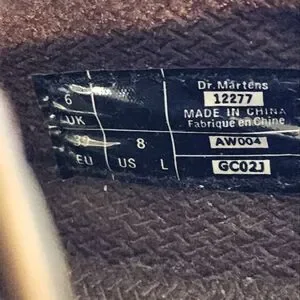 Dr.Martens
12277
MADE IN CHINA
Fabriqué en Chine
6
UK
8
AW004
EU
US
L
GC02J